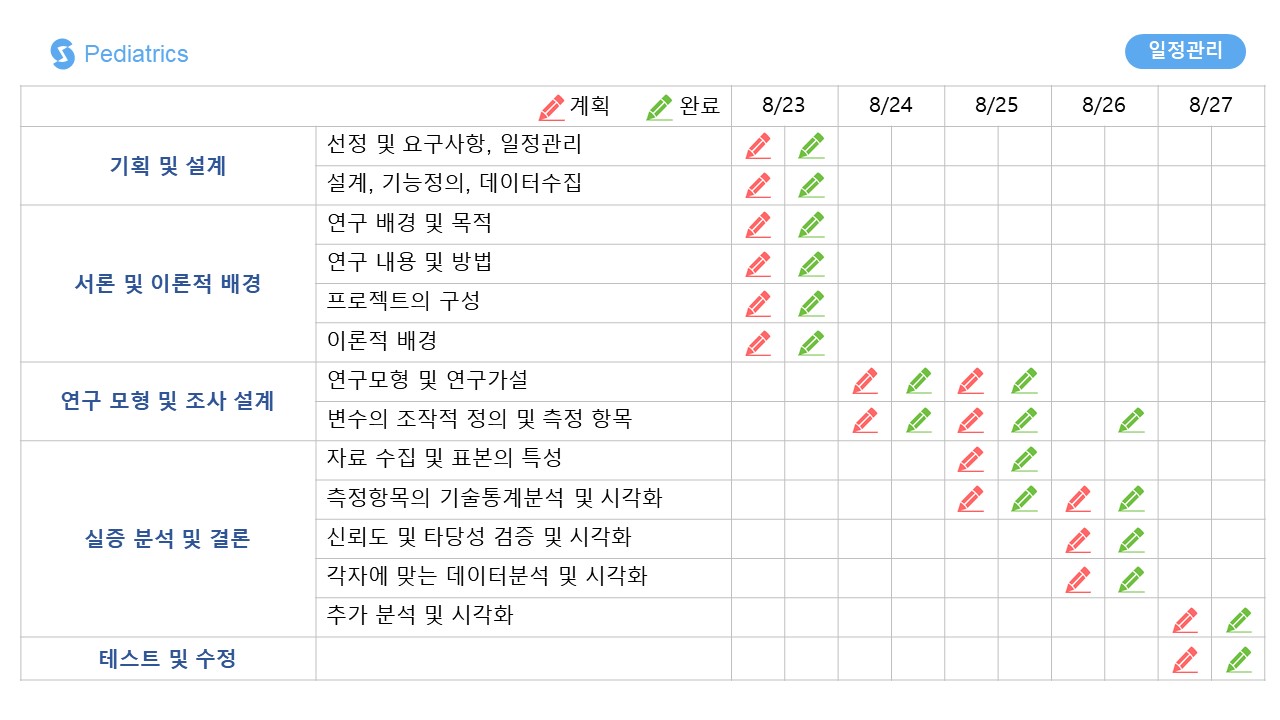 Pediatrics
일정관리
계획 완료 8/23 8/24 8/25 8/26 8/27
기획 및 설계
선정 및 요구사항, 일정관리
설계, 기능정의, 데이터수집
서론 및 이론적 배경
연구 배경 및 목적
연구 내용 및 방법
프로젝트의 구성
이론적 배경
연구 모형 및 조사 설계
연구모형 및 연구가설
변수의 조작적 정의 및 측정 항목
실증 분석 및 결론
자료 수집 및 표본의 특성
측정항목의 기술통계분석 및 시각화
신뢰도 및 타당성 검증 및 시각화
각자에 맞는 데이터분석 및 시각화
추가 분석 및 시각화
테스트 및 수정